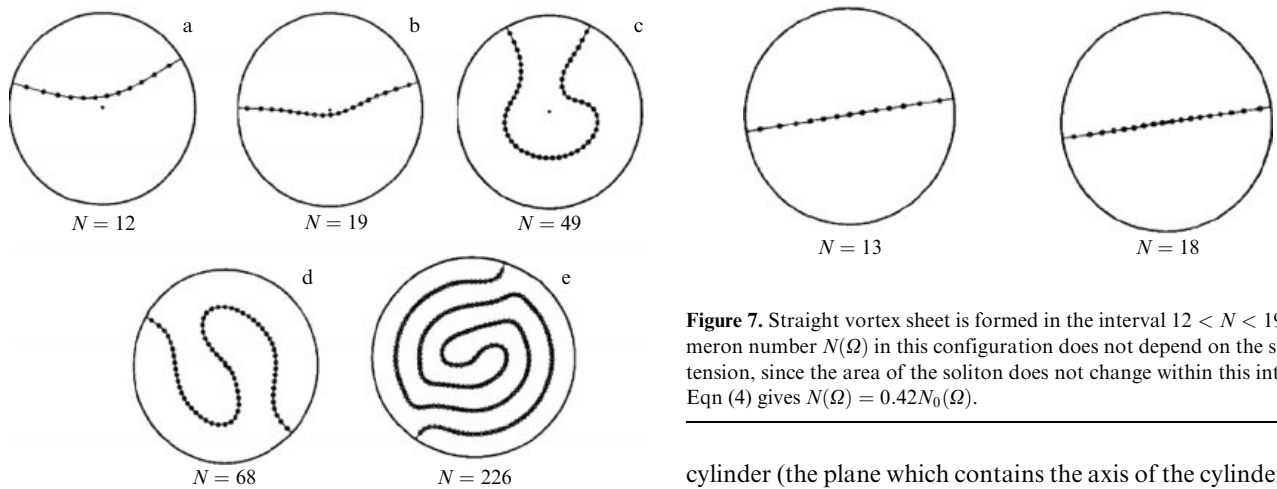 a
b
c
N = 12
N = 19
N = 49
d
e
N = 68
N = 226
N = 13
N = 18
Figure 7. Straight vortex sheet is formed in the interval 12 < N < 19
meron number N(Ω) in this configuration does not depend on the s
tension, since the area of the soliton does not change within this int
Eqn (4) gives N(Ω) = 0.42N₀(Ω).
cylinder (the plane which contains the axis of the cylinder